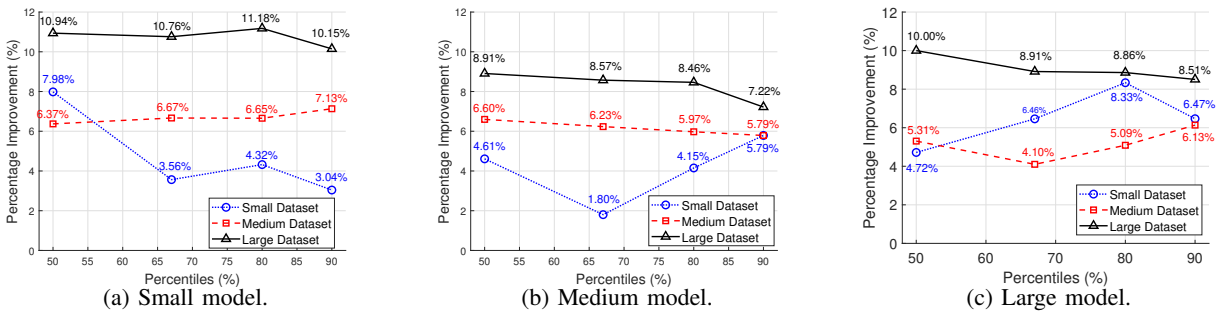 12
10
8
6
4
2
0
Percentage Improvement (%)
10.94%
10.76%
11.18%
10.15%
7.98%
6.37%
6.67%
6.65%
7.13%
3.56%
4.32%
3.04%
Small Dataset
Medium Dataset
Large Dataset
50 55 60 65 70 75 80 85 90
Percentiles (%)
(a) Small model.
12
10
8
6
4
2
0
Percentage Improvement (%)
8.91%
8.57%
8.46%
7.22%
6.60%
6.23%
5.97%
5.79%
4.61%
1.80%
4.15%
5.79%
Small Dataset
Medium Dataset
Large Dataset
50 55 60 65 70 75 80 85 90
Percentiles (%)
(b) Medium model.
12
10
8
6
4
2
0
Percentage Improvement (%)
10.00%
8.91%
8.86%
8.51%
6.46%
8.33%
6.47%
5.31%
4.72%
4.10%
5.09%
6.13%
Small Dataset
Medium Dataset
Large Dataset
50 60 70 80 90
Percentiles (%)
(c) Large model.